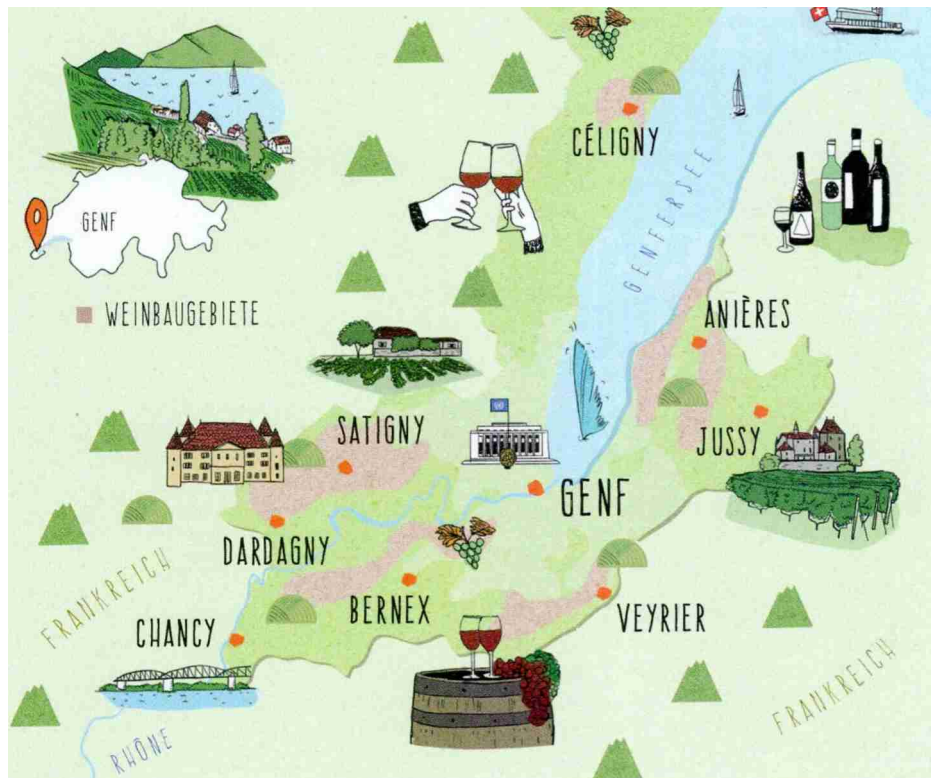 CÉLIGNY
GENF
GENFERSEE
WEINBAUGEBIETE
ANIÈRES
SATIGNY
JUSSY
GENF
DARDAGNY
FRANKREICH
BERNEX
VEYRIER
CHANCY
FRANKREICH
RHÔNE